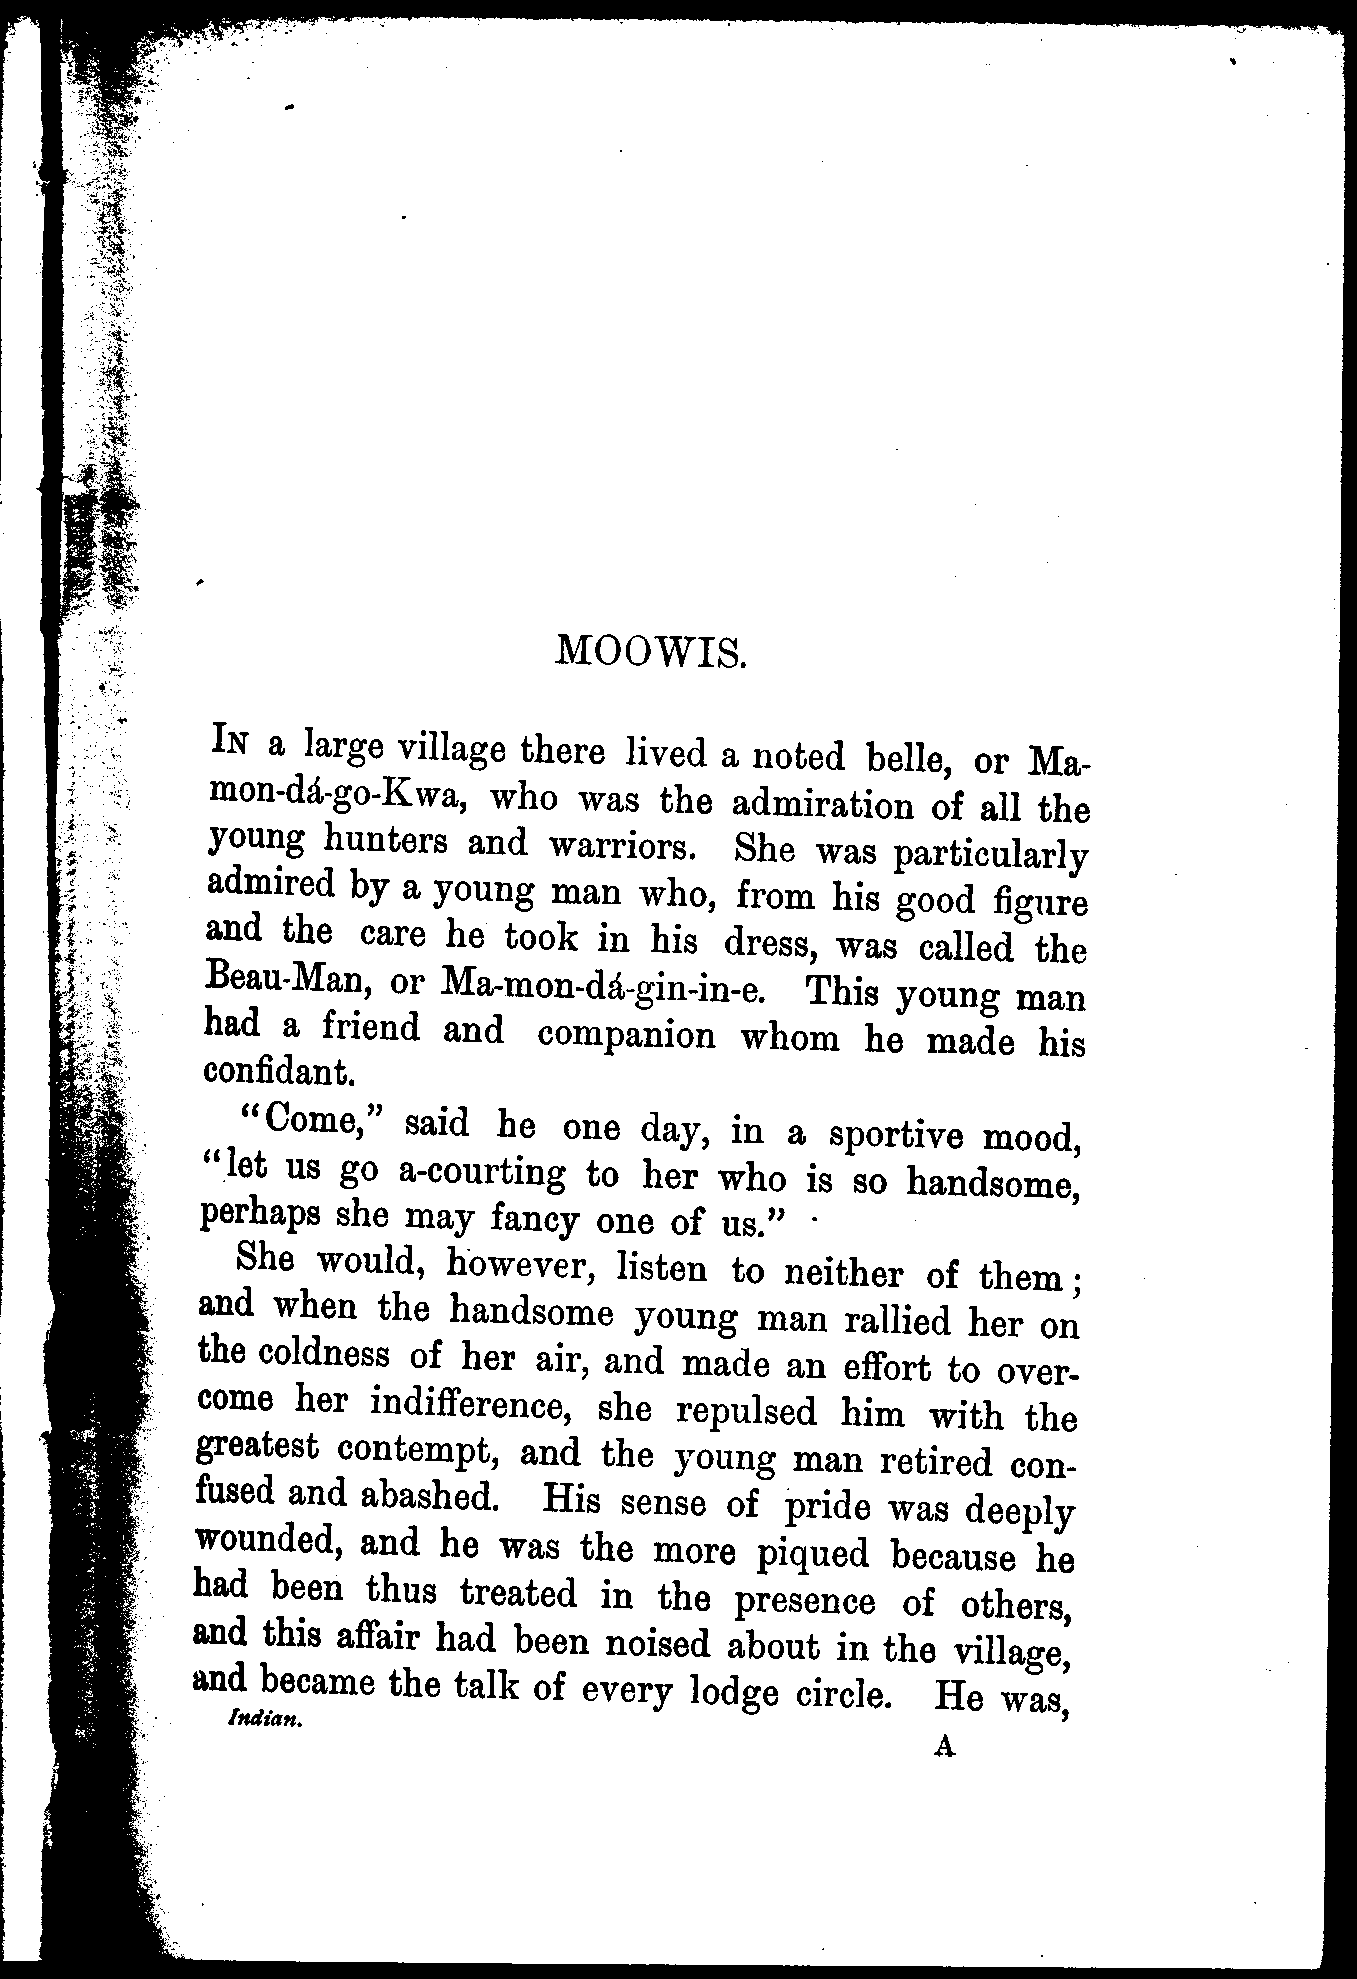 MOOWIS.
In a large village there lived a noted belle, or Ma-
mon-dá-go-Kwa, who was the admiration of all the
young hunters and warriors. She was particularly
admired by a young man who, from his good figure
and the care he took in his dress, was called the
Beau-Man, or Ma-mon-dá-gin-in-e. This young man
had a friend and companion whom he made his
confidant.
"Come," said he one day, in a sportive mood,
"let us go a-courting to her who is so handsome,
perhaps she may fancy one of us."
She would, however, listen to neither of them;
and when the handsome young man rallied her on
the coldness of her air, and made an effort to over-
come her indifference, she repulsed him with the
greatest contempt, and the young man retired con-
fused and abashed. His sense of pride was deeply
wounded, and he was the more piqued because he
had been thus treated in the presence of others,
and this affair had been noised about in the village,
and became the talk of every lodge circle. He was,
Indian.
A